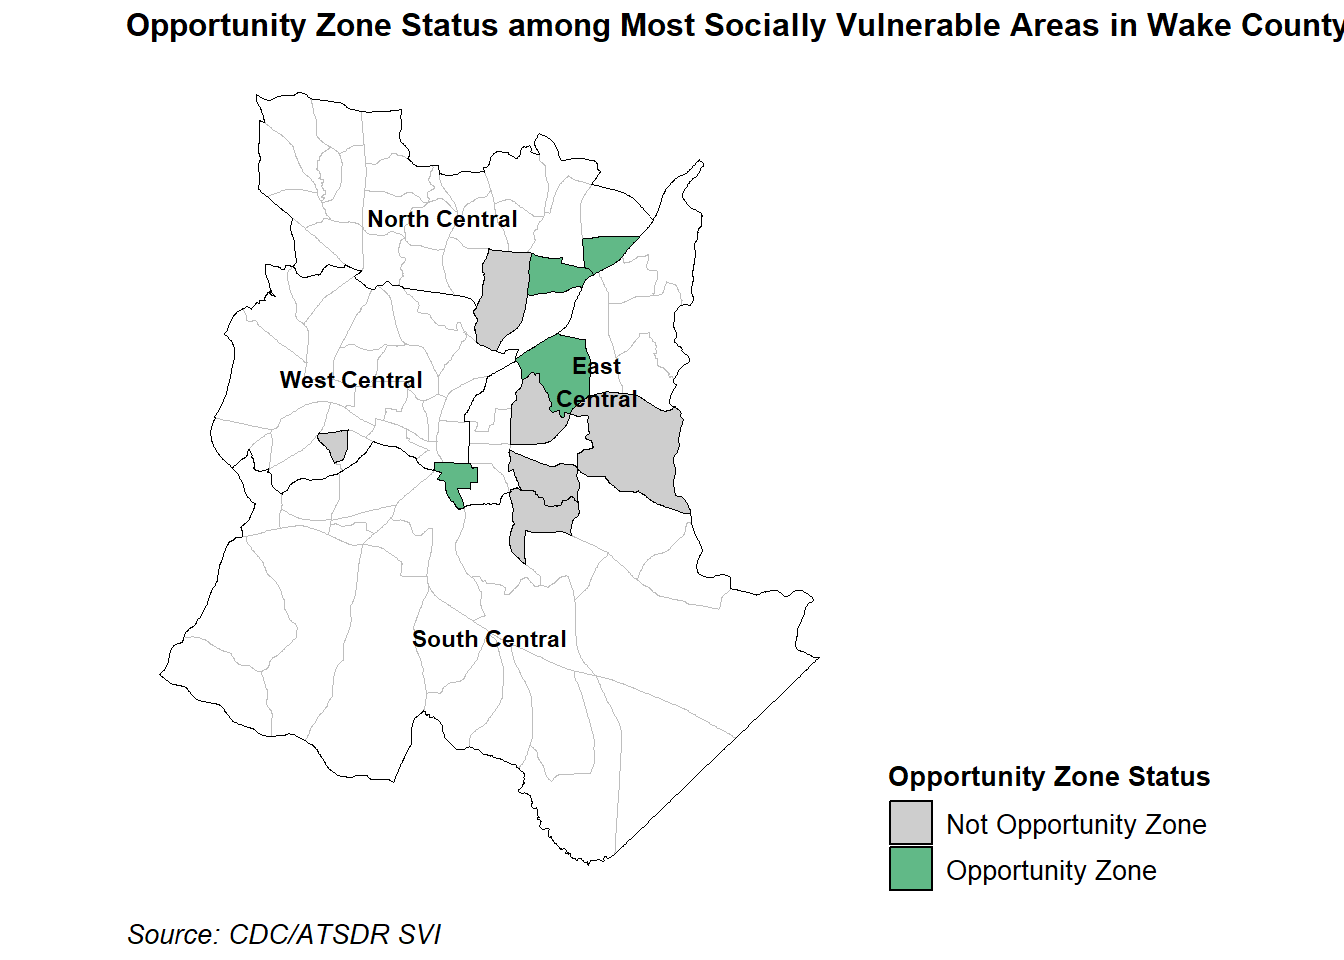 Opportunity Zone Status among Most Socially Vulnerable Areas in Wake County
North Central
East
Central
West Central
South Central
Opportunity Zone Status
Not Opportunity Zone
Opportunity Zone
Source: CDC/ATSDR SVI